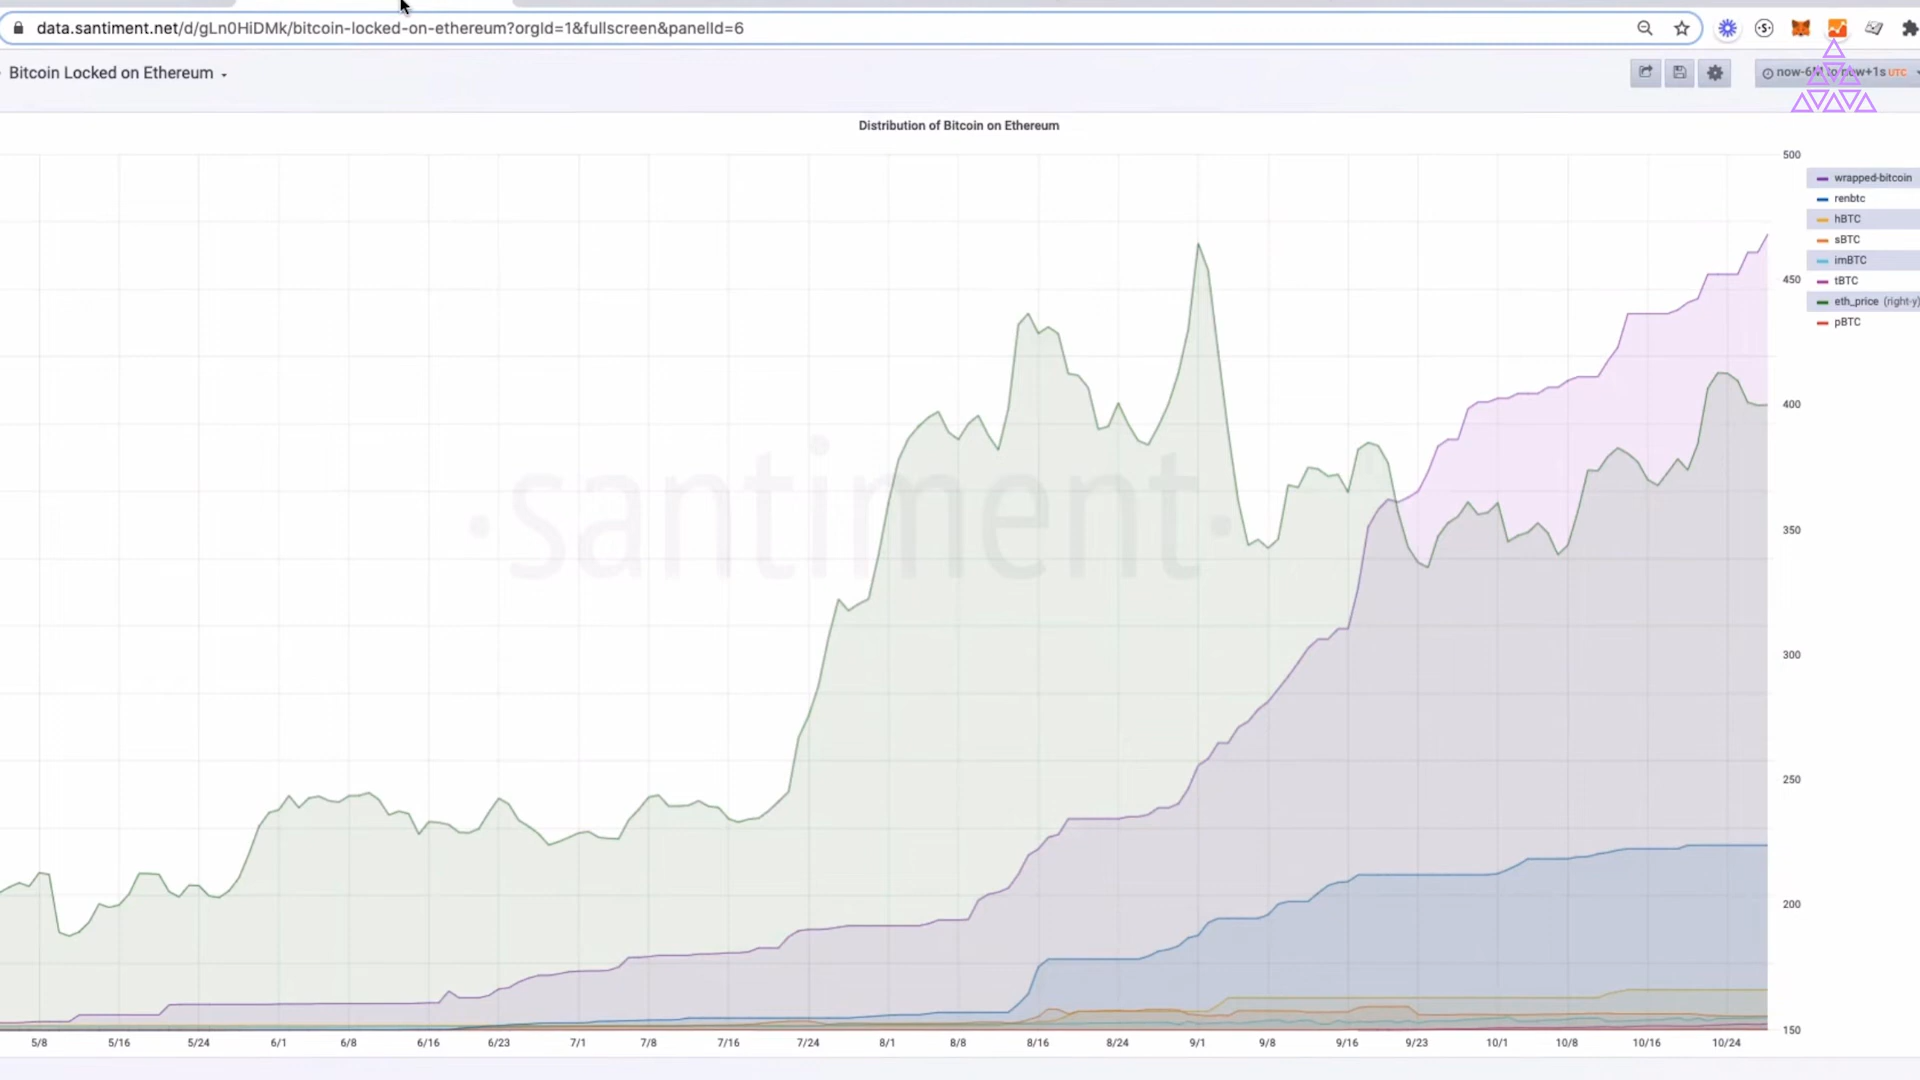 data.santiment.net/d/gLn0HiDMk/bitcoin-locked-on-ethereum?orgId=1&fullscreen&panelId=6
Bitcoin Locked on Ethereum
UTC
Distribution of Bitcoin on Ethereum
500
450
400
350
300
250
200
150
wrapped-bitcoin
renbtc
hBTC
sBTC
imBTC
tBTC
eth_price (right-y)
pBTC
santiment
5/8 5/16 5/24 6/1 6/8 6/16 6/23 7/1 7/8 7/16 7/24 8/1 8/8 8/16 8/24 9/1 9/8 9/16 9/23 10/1 10/8 10/16 10/24